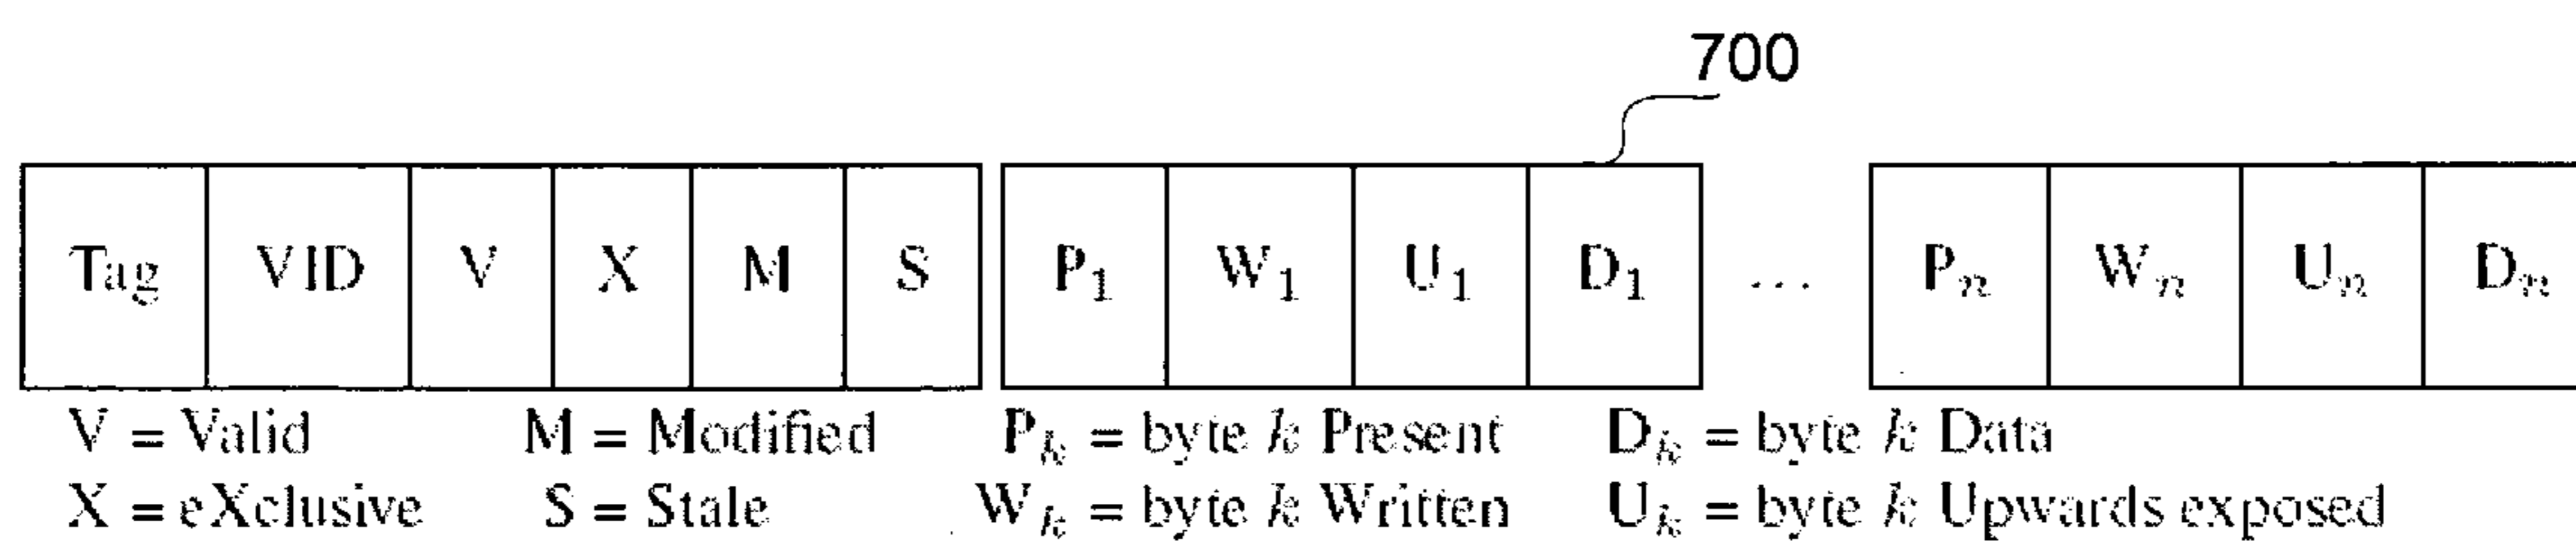 700
Tag VID V X M S P₁ W₁ U₁ D₁ ... Pₙ Wₙ Uₙ Dₙ
V = Valid M = Modified Pₖ = byte k Present Dₖ = byte k Data
X = eXclusive S = Stale Wₖ = byte k Written Uₖ = byte k Upwards exposed